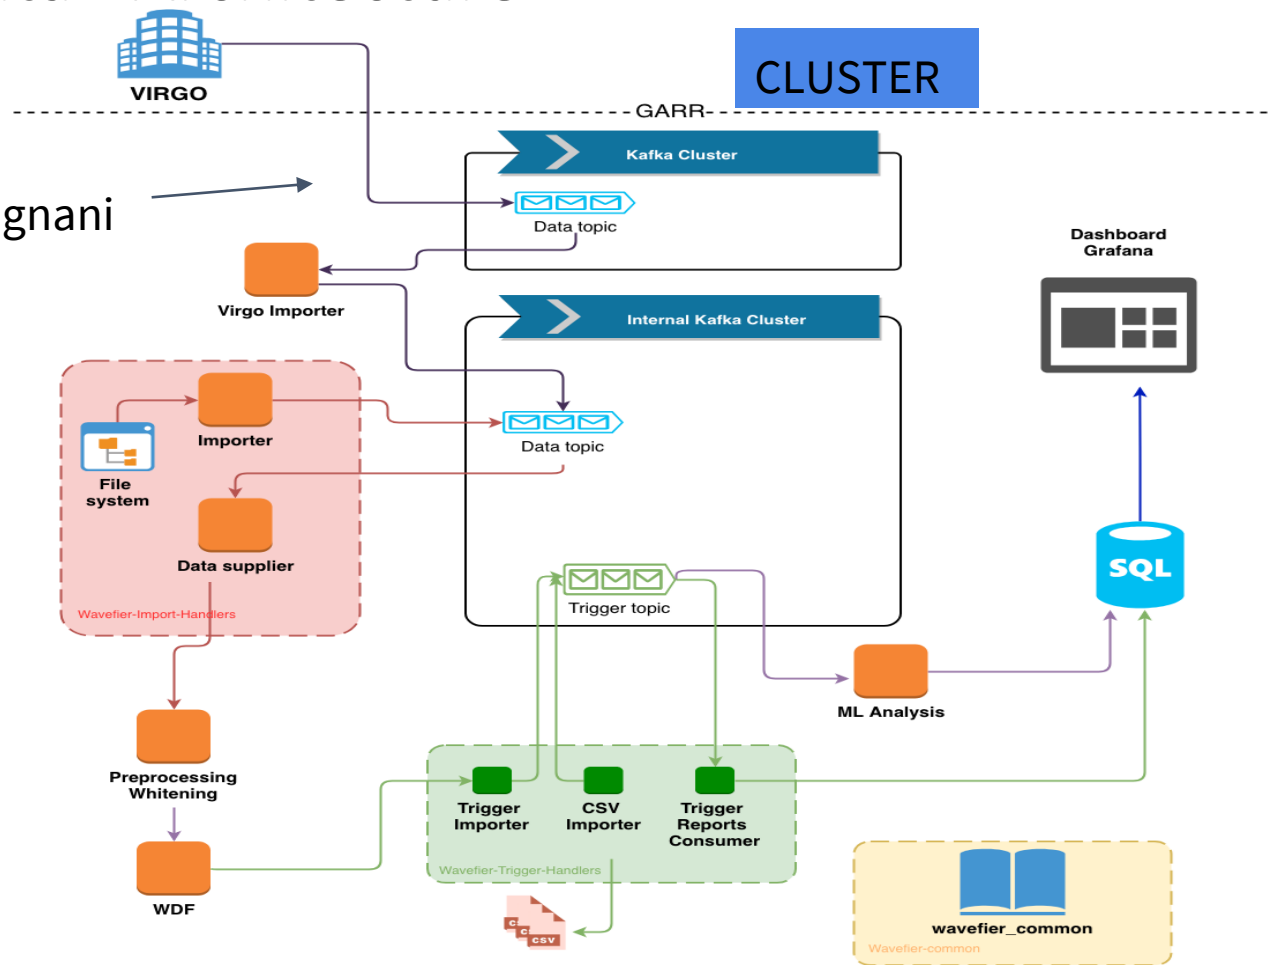 VIRGO
CLUSTER
GARR
Kafka Cluster
Data topic
gnani
Virgo Importer
Dashboard
Grafana
Internal Kafka Cluster
Importer
Data topic
File
system
Data supplier
Wavefier-Import-Handlers
Trigger topic
SQL
ML Analysis
Preprocessing
Whitening
Trigger
Importer
CSV
Importer
Trigger
Reports
Consumer
Wavefier-Trigger-Handlers
WDF
C
C
CSV
wavefier_common
Wavefier-common